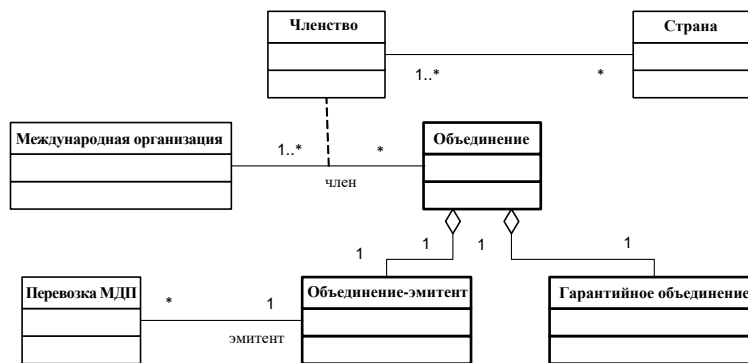 Членство
Страна
1..*
*
Международная организация
Объединение
1..*
*
член
1
1
1
1
Перевозка МДП
*
1
Объединение-эмитент
Гарантийное объединение
эмитент